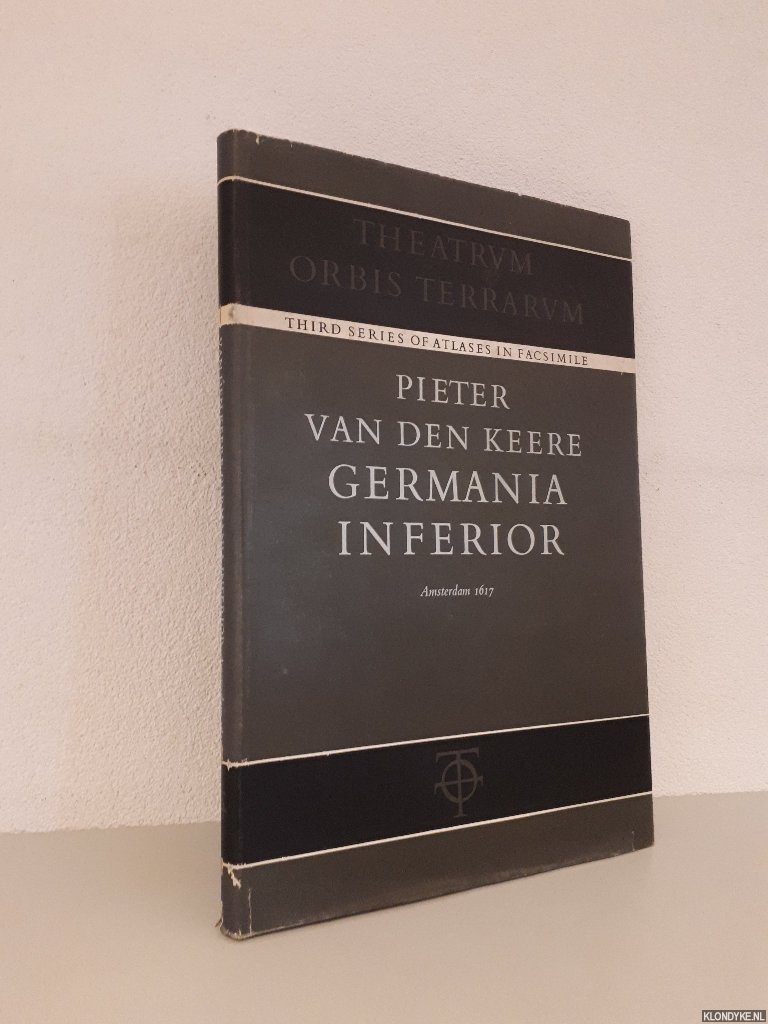 THEATRVM
ORBIS TERRARVM
THIRD SERIES OF ATLASES IN FACSIMILE
PIETER
VAN DEN KEERE
GERMANIA
INFERIOR
Amsterdam 1617
KLONDYKE.NL